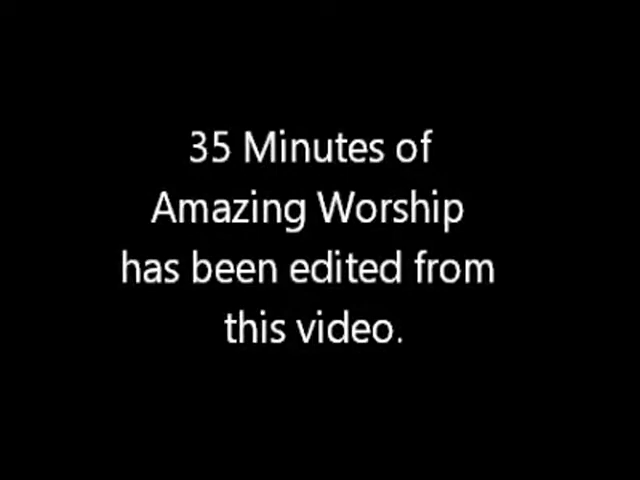 35 Minutes of
Amazing Worship
has been edited from
this video.